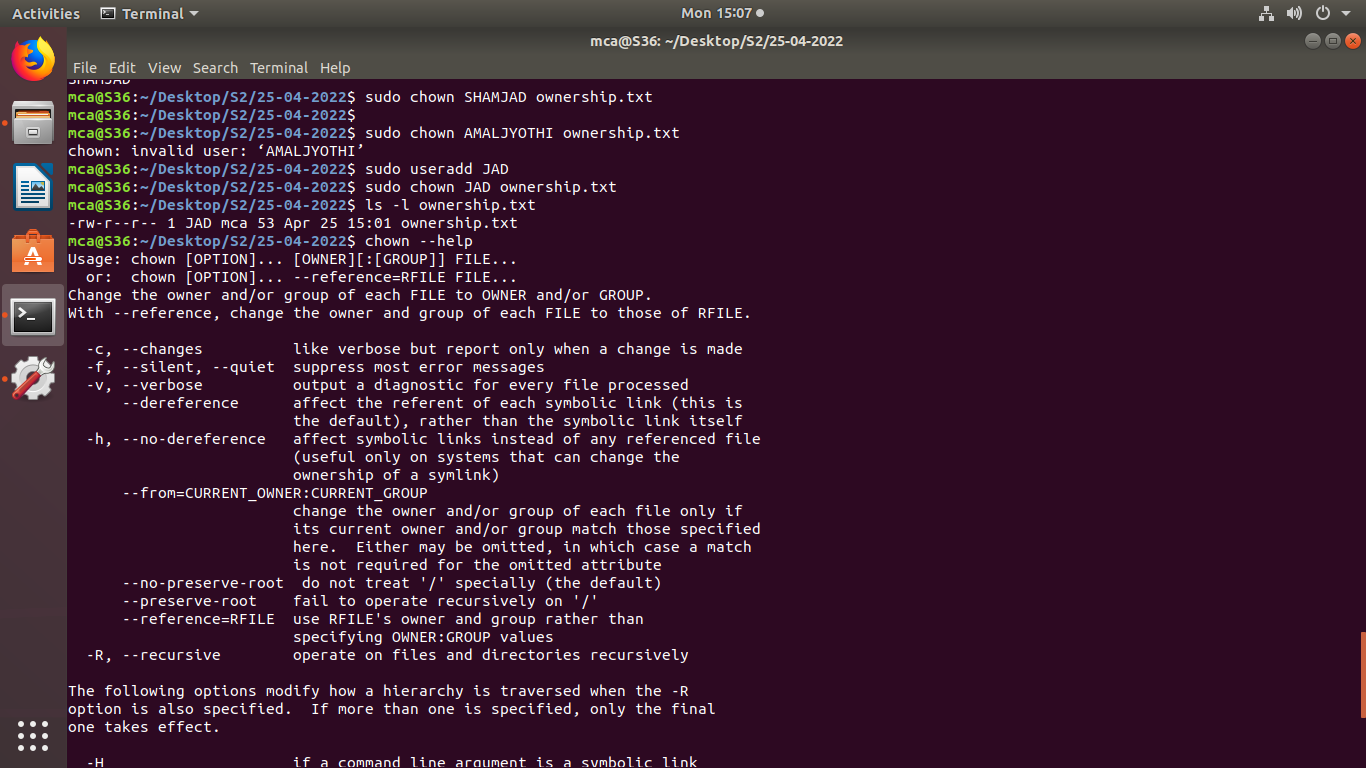 Activities Terminal Mon 15:07
mca@S36: ~/Desktop/S2/25-04-2022
File Edit View Search Terminal Help
SHAMJAD
mca@S36:~/Desktop/S2/25-04-2022$ sudo chown SHAMJAD ownership.txt
mca@S36:~/Desktop/S2/25-04-2022$
mca@S36:~/Desktop/S2/25-04-2022$ sudo chown AMALJYOTHI ownership.txt
chown: invalid user: ‘AMALJYOTHI’
mca@S36:~/Desktop/S2/25-04-2022$ sudo useradd JAD
mca@S36:~/Desktop/S2/25-04-2022$ sudo chown JAD ownership.txt
mca@S36:~/Desktop/S2/25-04-2022$ ls -l ownership.txt
-rw-r--r-- 1 JAD mca 53 Apr 25 15:01 ownership.txt
mca@S36:~/Desktop/S2/25-04-2022$ chown --help
Usage: chown [OPTION]... [OWNER][:[GROUP]] FILE...
  or:  chown [OPTION]... --reference=RFILE FILE...
Change the owner and/or group of each FILE to OWNER and/or GROUP.
With --reference, change the owner and group of each FILE to those of RFILE.

  -c, --changes          like verbose but report only when a change is made
  -f, --silent, --quiet  suppress most error messages
  -v, --verbose          output a diagnostic for every file processed
      --dereference      affect the referent of each symbolic link (this is
                         the default), rather than the symbolic link itself
  -h, --no-dereference   affect symbolic links instead of any referenced file
                         (useful only on systems that can change the
                         ownership of a symlink)
      --from=CURRENT_OWNER:CURRENT_GROUP
                         change the owner and/or group of each file only if
                         its current owner and/or group match those specified
                         here.  Either may be omitted, in which case a match
                         is not required for the omitted attribute
      --no-preserve-root  do not treat '/' specially (the default)
      --preserve-root    fail to operate recursively on '/'
      --reference=RFILE  use RFILE's owner and group rather than
                         specifying OWNER:GROUP values
  -R, --recursive        operate on files and directories recursively

The following options modify how a hierarchy is traversed when the -R
option is also specified.  If more than one is specified, only the final
one takes effect.

  -H                     if a command line argument is a symbolic link